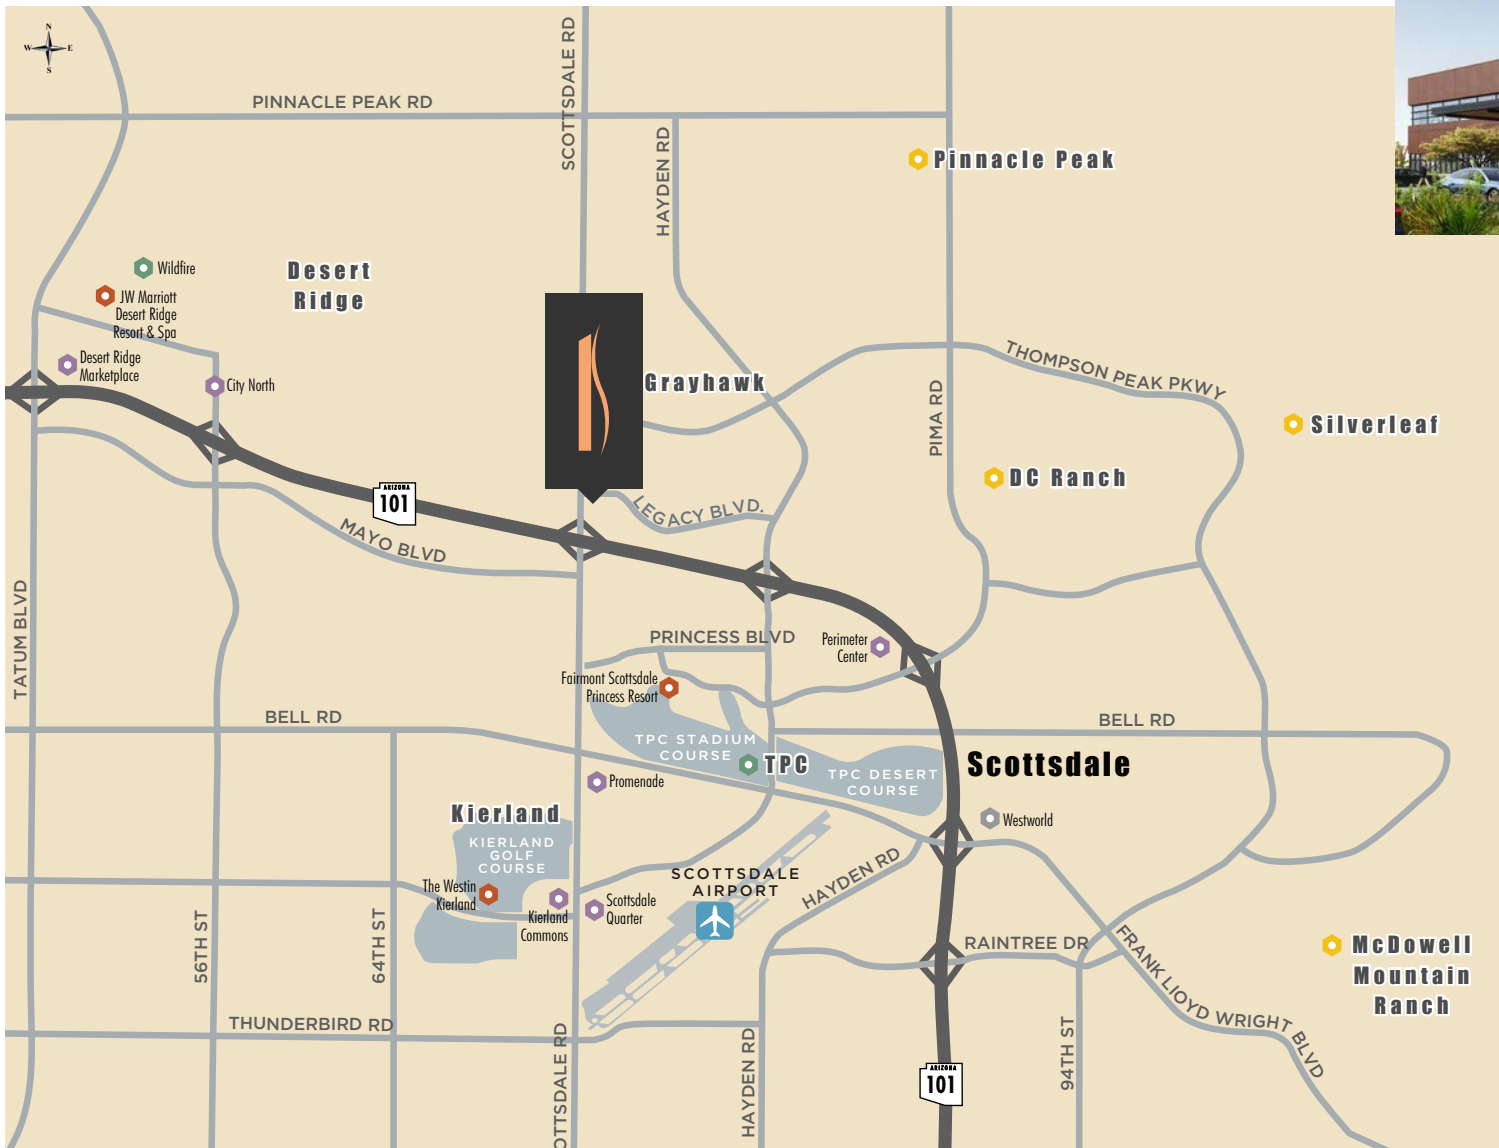 N
W E
S
SCOTTSDALE RD
PINNACLE PEAK RD
HAYDEN RD
Pinnacle Peak
Wildfire
JW Marriott
Desert Ridge
Resort & Spa
Desert
Ridge
Desert Ridge
Marketplace
City North
Grayhawk
THOMPSON PEAK PKWY
PIMA RD
Silverleaf
DC Ranch
ARIZONA
101
LEGACY BLVD.
MAYO BLVD
TATUM BLVD
PRINCESS BLVD
Perimeter
Center
Fairmont Scottsdale
Princess Resort
BELL RD
BELL RD
TPC STADIUM
COURSE
TPC
TPC DESERT
COURSE
Scottsdale
Promenade
Kierland
KIERLAND
GOLF
COURSE
Westworld
The Westin
Kierland
Kierland
Commons
Scottsdale
Quarter
SCOTTSDALE
AIRPORT
HAYDEN RD
56TH ST
64TH ST
RAINTREE DR
FRANK LIOYD WRIGHT BLVD
McDowell
Mountain
Ranch
THUNDERBIRD RD
OTTSDALE RD
HAYDEN RD
94TH ST
ARIZONA
101